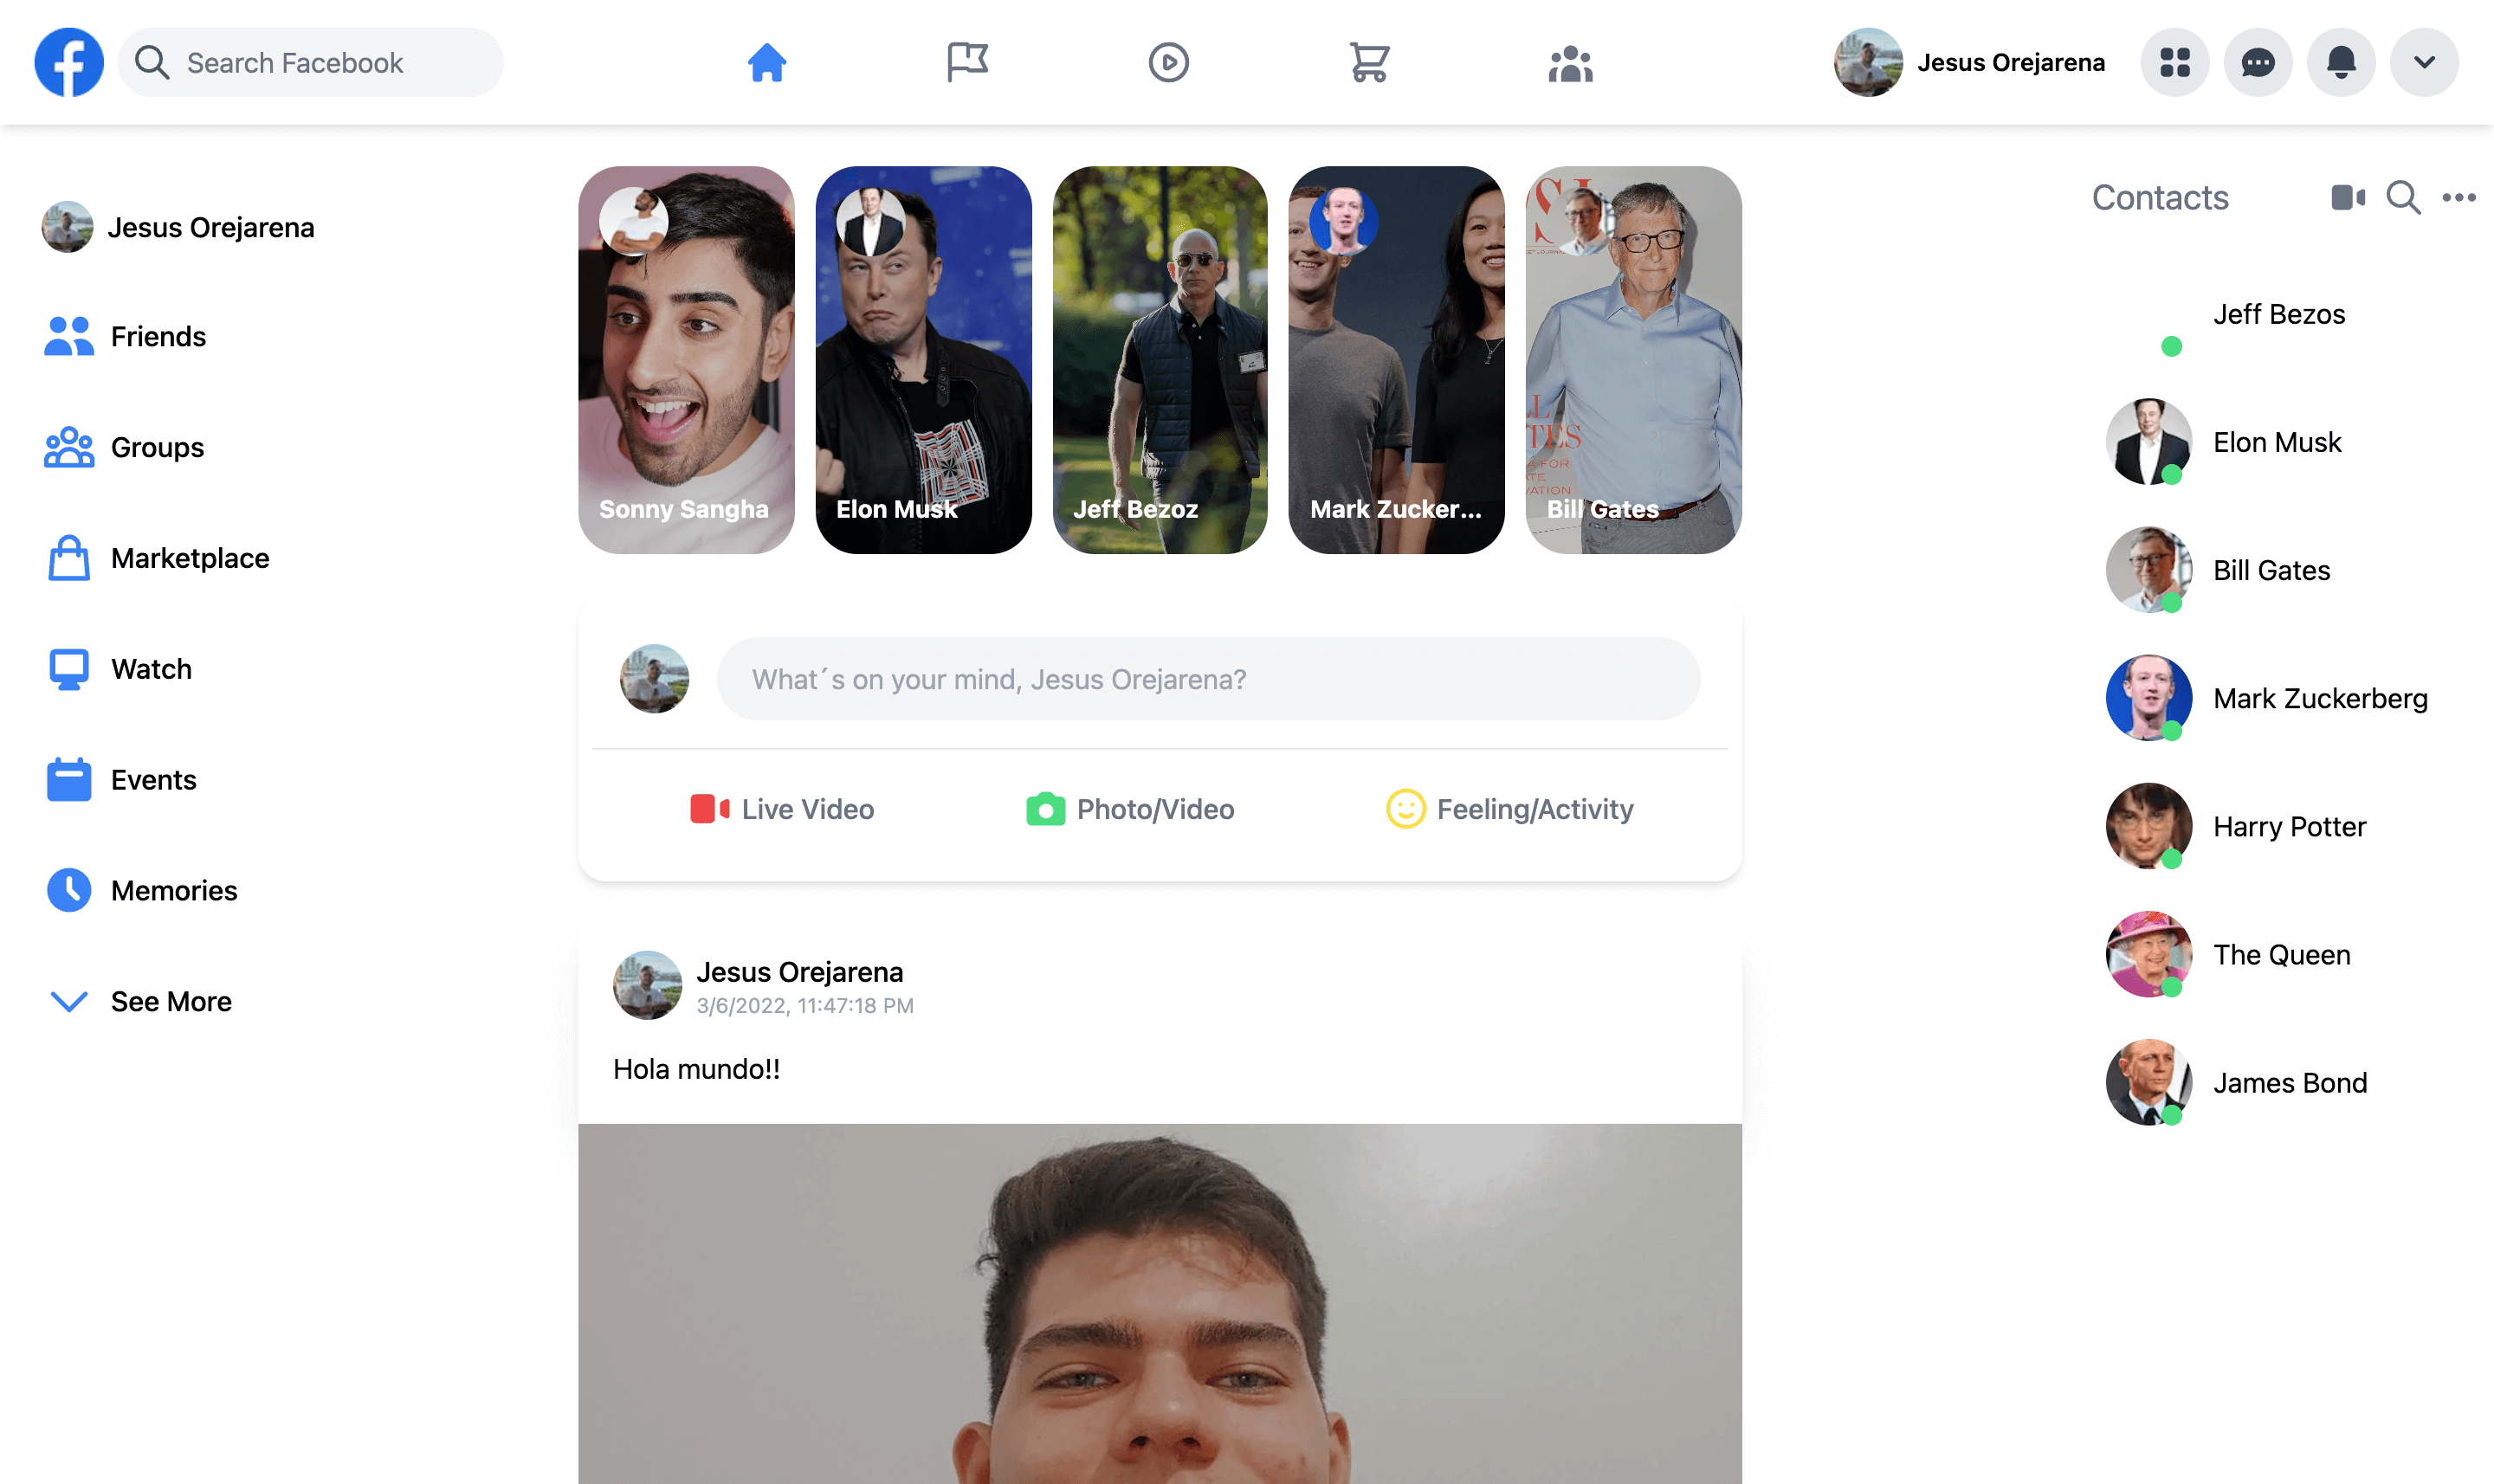 Search Facebook
Jesus Orejarena
Jesus Orejarena
Friends
Groups
Marketplace
Watch
Events
Memories
See More
Sonny Sangha
Elon Musk
Jeff Bezoz
Mark Zucker...
Bill Gates
What´s on your mind, Jesus Orejarena?
Live Video
Photo/Video
Feeling/Activity
Jesus Orejarena
3/6/2022, 11:47:18 PM
Hola mundo!!
Contacts
Jeff Bezos
Elon Musk
Bill Gates
Mark Zuckerberg
Harry Potter
The Queen
James Bond